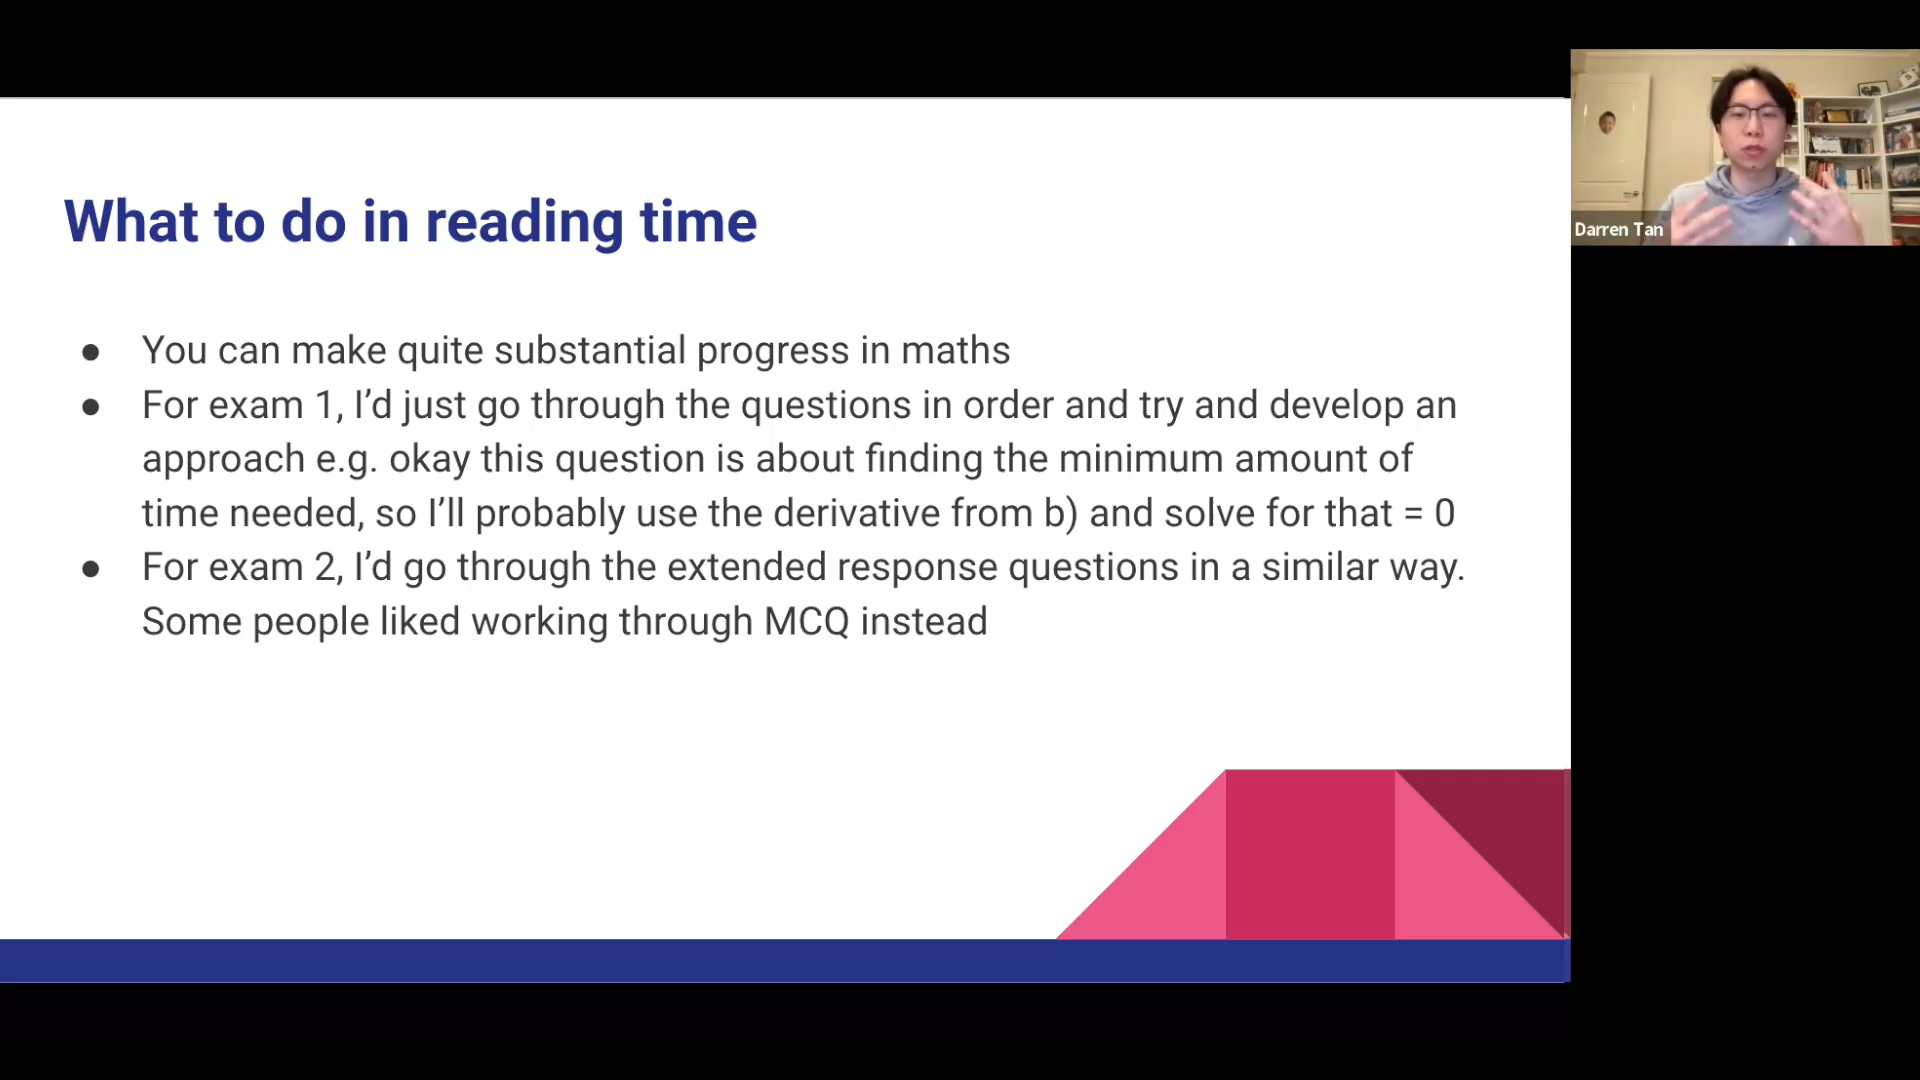 What to do in reading time
● You can make quite substantial progress in maths
● For exam 1, I’d just go through the questions in order and try and develop an
approach e.g. okay this question is about finding the minimum amount of
time needed, so I’ll probably use the derivative from b) and solve for that = 0
● For exam 2, I’d go through the extended response questions in a similar way.
Some people liked working through MCQ instead
Darren Tan